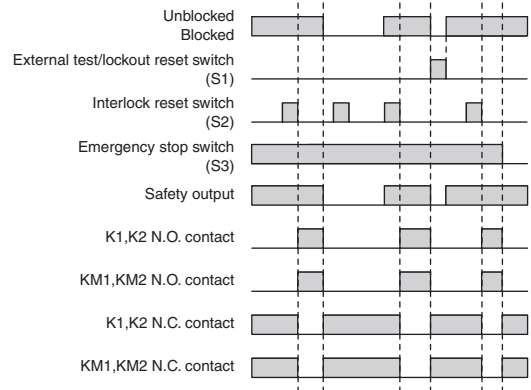 Unblocked
Blocked
External test/lockout reset switch
(S1)
Interlock reset switch
(S2)
Emergency stop switch
(S3)
Safety output
K1,K2 N.O. contact
KM1,KM2 N.O. contact
K1,K2 N.C. contact
KM1,KM2 N.C. contact